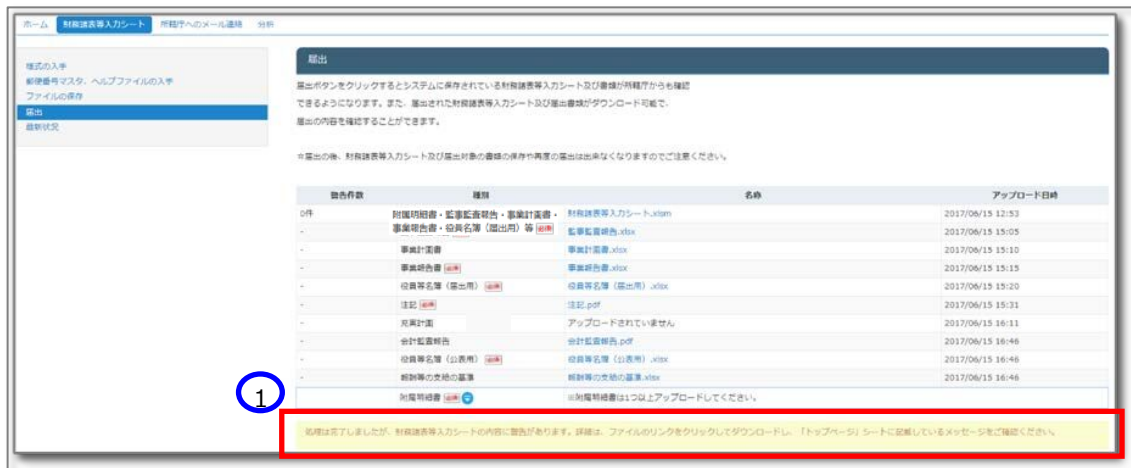 ホーム 財務諸表等入力シート 所轄庁へのメール連絡 分析
様式の入手
郵便番号マスタ、ヘルプファイルの入手
ファイルの保存
届出
最新状況
届出
届出ボタンをクリックするとシステムに保存されている財務諸表等入力シート及び書類が所轄庁からも確認
できるようになります。また、届出された財務諸表等入力シート及び届出書類がダウンロード可能で、
届出の内容を確認することができます。
※届出の後、財務諸表等入力シート及び届出対象の書類の保存や再度の届出は出来なくなりますのでご注意ください。
警告件数 種別 名称 アップロード日時
0件 附属明細書・監事監査報告・事業計画書・ 財務諸表等入力シート.xlsm 2017/06/15 12:53
- 事業報告書・役員名簿（届出用）等 必須 監事監査報告.xlsx 2017/06/15 15:05
- 事業計画書 事業計画書.xlsx 2017/06/15 15:10
- 事業報告書 必須 事業報告書.xlsx 2017/06/15 15:15
- 役員等名簿（届出用） 必須 役員等名簿（届出用）.xlsx 2017/06/15 15:20
- 注記 必須 注記.pdf 2017/06/15 15:31
- 充実計画 アップロードされていません 2017/06/15 16:11
- 会計監査報告 会計監査報告.pdf 2017/06/15 16:46
- 役員等名簿（公表用） 必須 役員等名簿（公表用）.xlsx 2017/06/15 16:46
- 報酬等の支給の基準 報酬等の支給の基準.xlsx 2017/06/15 16:46
附属明細書 必須 ※附属明細書は1つ以上アップロードしてください。
1
処理は完了しましたが、財務諸表等入力シートの内容に警告があります。詳細は、ファイルのリンクをクリックしてダウンロードし、「トップページ」シートに記載しているメッセージをご確認ください。